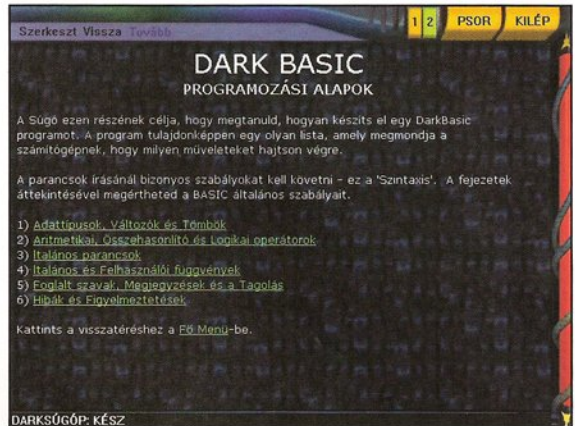 1 2 PSOR KILÉP
Szerkeszt Vissza Tovább
DARK BASIC
PROGRAMOZÁSI ALAPOK
A Súgó ezen részének célja, hogy megtanuld, hogyan készíts el egy DarkBasic
programot. A program tulajdonképpen egy olyan lista, amely megmondja a
számítógépnek, hogy milyen műveleteket hajtson végre.
A parancsok írásánál bizonyos szabályokat kell követni - ez a 'Szintaxis'. A fejezetek
áttekintésével megértheted a BASIC általános szabályait.
1) Adattípusok, Változók és Tömbök
2) Aritmetikai, Összehasonlító és Logikai operátorok
3) Italános parancsok
4) Italános és Felhasználói függvények
5) Foglalt szavak, Megjegyzések és a Tagolás
6) Hibák és Figyelmeztetések
Kattints a visszatéréshez a Fő Menü-be.
DARKSÚGÓP: KÉSZ